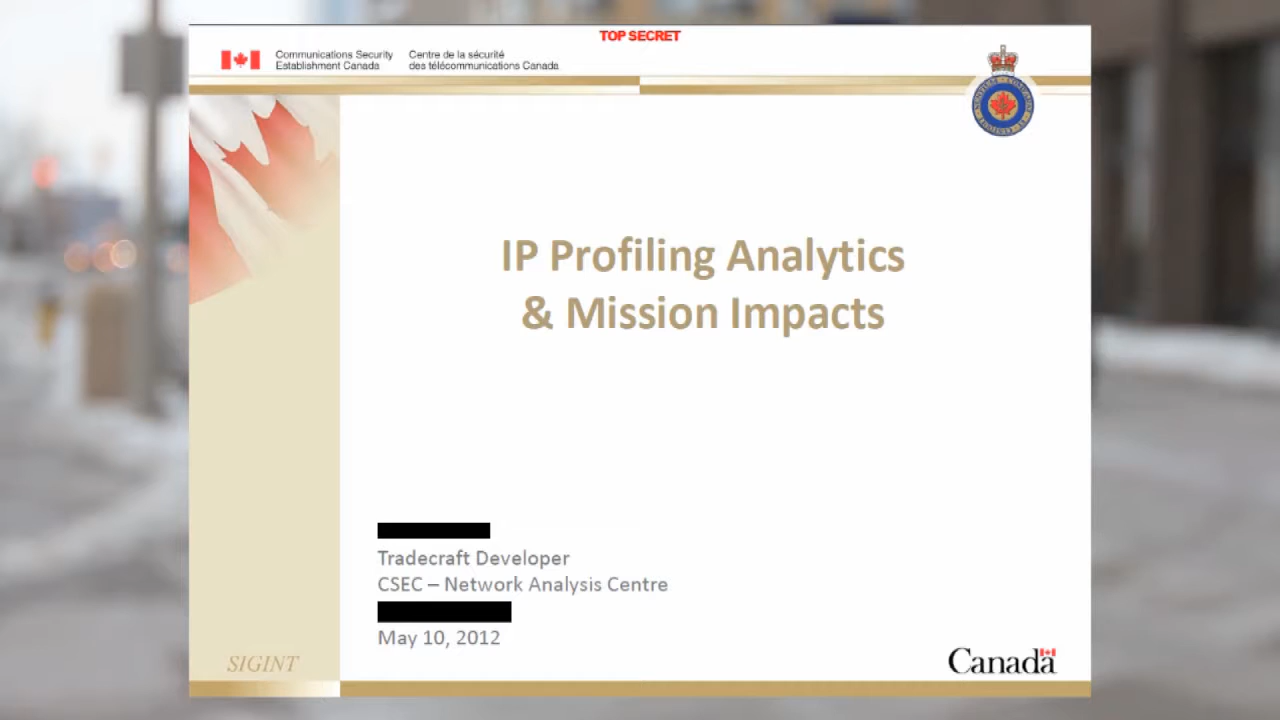 TOP SECRET
Communications Security
Establishment Canada
Centre de la sécurité
des télécommunications Canada
IP Profiling Analytics
& Mission Impacts
Tradecraft Developer
CSEC – Network Analysis Centre
May 10, 2012
SIGINT
Canada